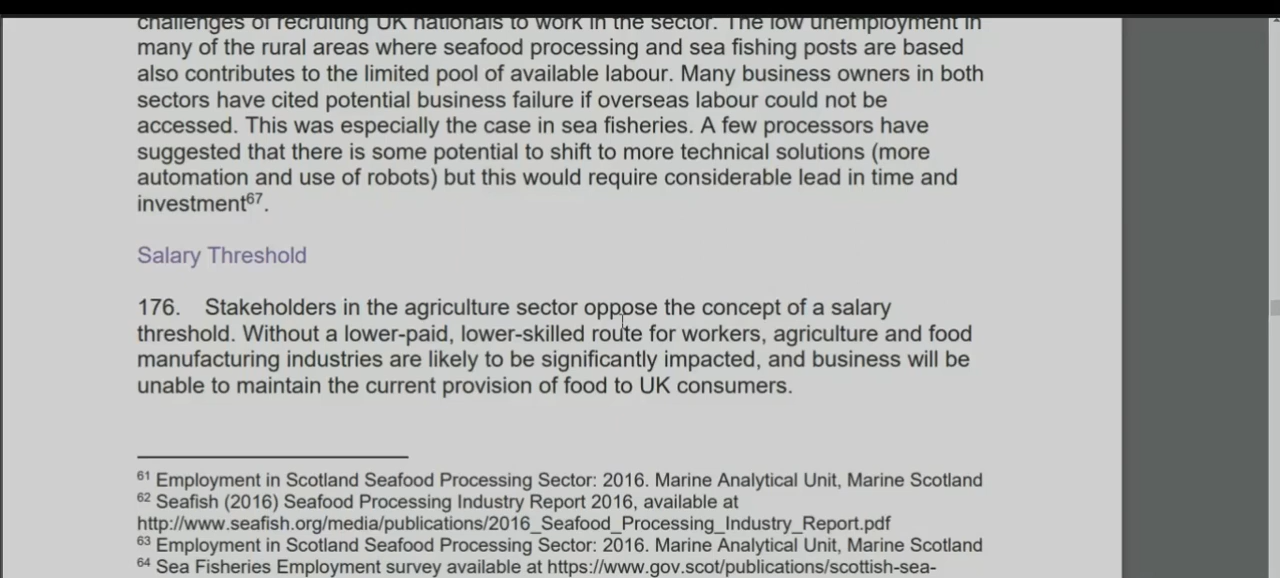 challenges of recruiting UK nationals to work in the sector. The low unemployment in
many of the rural areas where seafood processing and sea fishing posts are based
also contributes to the limited pool of available labour. Many business owners in both
sectors have cited potential business failure if overseas labour could not be
accessed. This was especially the case in sea fisheries. A few processors have
suggested that there is some potential to shift to more technical solutions (more
automation and use of robots) but this would require considerable lead in time and
investment⁶⁷.
Salary Threshold
176. Stakeholders in the agriculture sector oppose the concept of a salary
threshold. Without a lower-paid, lower-skilled route for workers, agriculture and food
manufacturing industries are likely to be significantly impacted, and business will be
unable to maintain the current provision of food to UK consumers.
⁶¹ Employment in Scotland Seafood Processing Sector: 2016. Marine Analytical Unit, Marine Scotland
⁶² Seafish (2016) Seafood Processing Industry Report 2016, available at
http://www.seafish.org/media/publications/2016_Seafood_Processing_Industry_Report.pdf
⁶³ Employment in Scotland Seafood Processing Sector: 2016. Marine Analytical Unit, Marine Scotland
⁶⁴ Sea Fisheries Employment survey available at https://www.gov.scot/publications/scottish-sea-